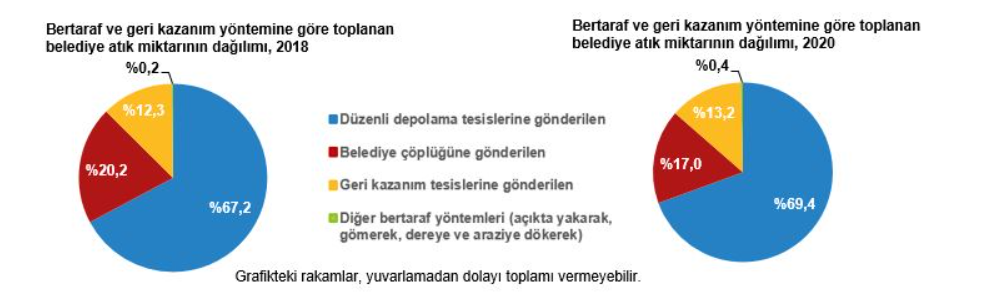 Bertaraf ve geri kazanım yöntemine göre toplanan
belediye atık miktarının dağılımı, 2018
%0,2
%12,3
%20,2
%67,2
Düzenli depolama tesislerine gönderilen
Belediye çöplüğüne gönderilen
Geri kazanım tesislerine gönderilen
Diğer bertaraf yöntemleri (açıkta yakarak,
gömerek, dereye ve araziye dökerek)
Bertaraf ve geri kazanım yöntemine göre toplanan
belediye atık miktarının dağılımı, 2020
%0,4
%13,2
%17,0
%69,4
Grafikteki rakamlar, yuvarlamadan dolayı toplamı vermeyebilir.